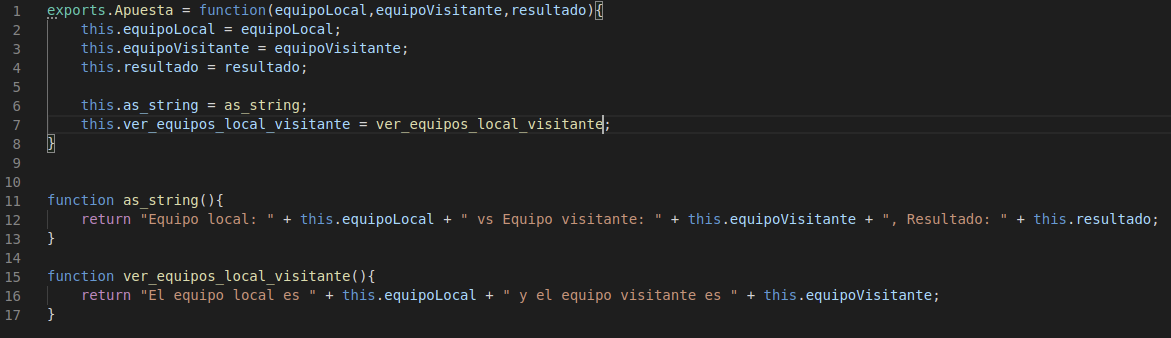 1 exports.Apuesta = function(equipoLocal,equipoVisitante,resultado){
2 this.equipoLocal = equipoLocal;
3 this.equipoVisitante = equipoVisitante;
4 this.resultado = resultado;
5
6 this.as_string = as_string;
7 this.ver_equipos_local_visitante = ver_equipos_local_visitante;
8 }
9
10
11 function as_string(){
12 return "Equipo local: " + this.equipoLocal + " vs Equipo visitante: " + this.equipoVisitante + ", Resultado: " + this.resultado;
13 }
14
15 function ver_equipos_local_visitante(){
16 return "El equipo local es " + this.equipoLocal + " y el equipo visitante es " + this.equipoVisitante;
17 }